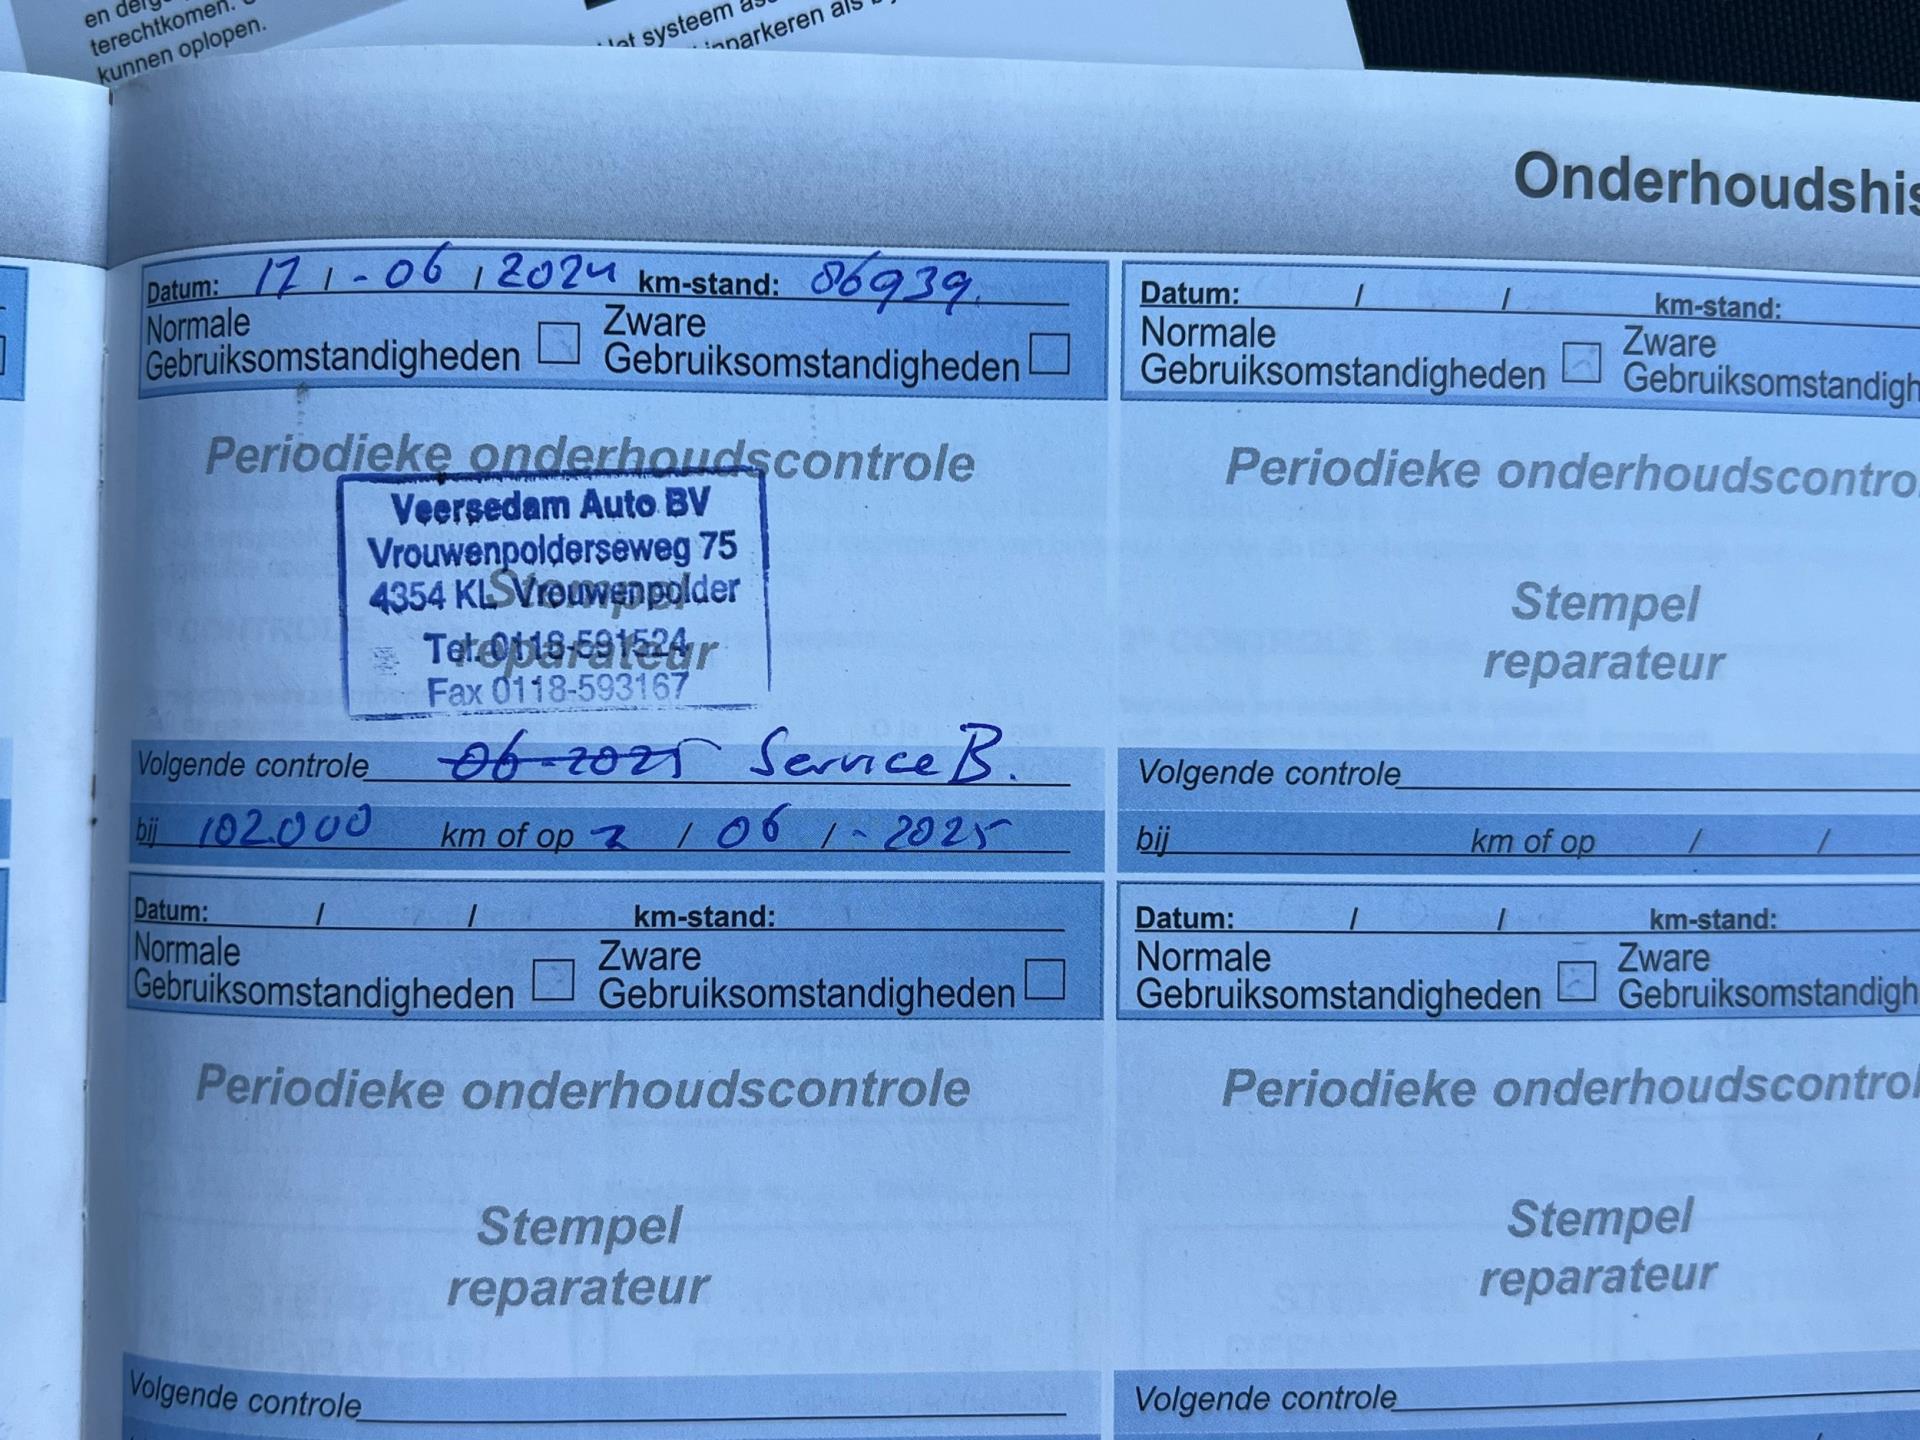 en derge
terechtkomen.
kunnen oplopen.
Het systeem
inparkeren als
Onderhoudshis
Datum: 12 / - 06 / 2024 km-stand: 86939.
Normale
Gebruiksomstandigheden
Zware
Gebruiksomstandigheden
Periodieke onderhoudscontrole
Veersedam Auto BV
Vrouwenpolderseweg 75
4354 KL Vrouwenpolder
Tel. 0118-591524
Fax 0118-593167
Stempel
reparateur
Volgende controle 06-2025 Service B.
bij 102.000 km of op / 06 / - 2025
Datum: / / km-stand:
Normale
Gebruiksomstandigheden
Zware
Gebruiksomstandigh
Periodieke onderhoudscontrol
Stempel
reparateur
Volgende controle
bij km of op / /
Datum: / / km-stand:
Normale
Gebruiksomstandigheden
Zware
Gebruiksomstandigheden
Periodieke onderhoudscontrole
Stempel
reparateur
Volgende controle
Datum: / / km-stand:
Normale
Gebruiksomstandigheden
Zware
Gebruiksomstandigh
Periodieke onderhoudscontrol
Stempel
reparateur
Volgende controle